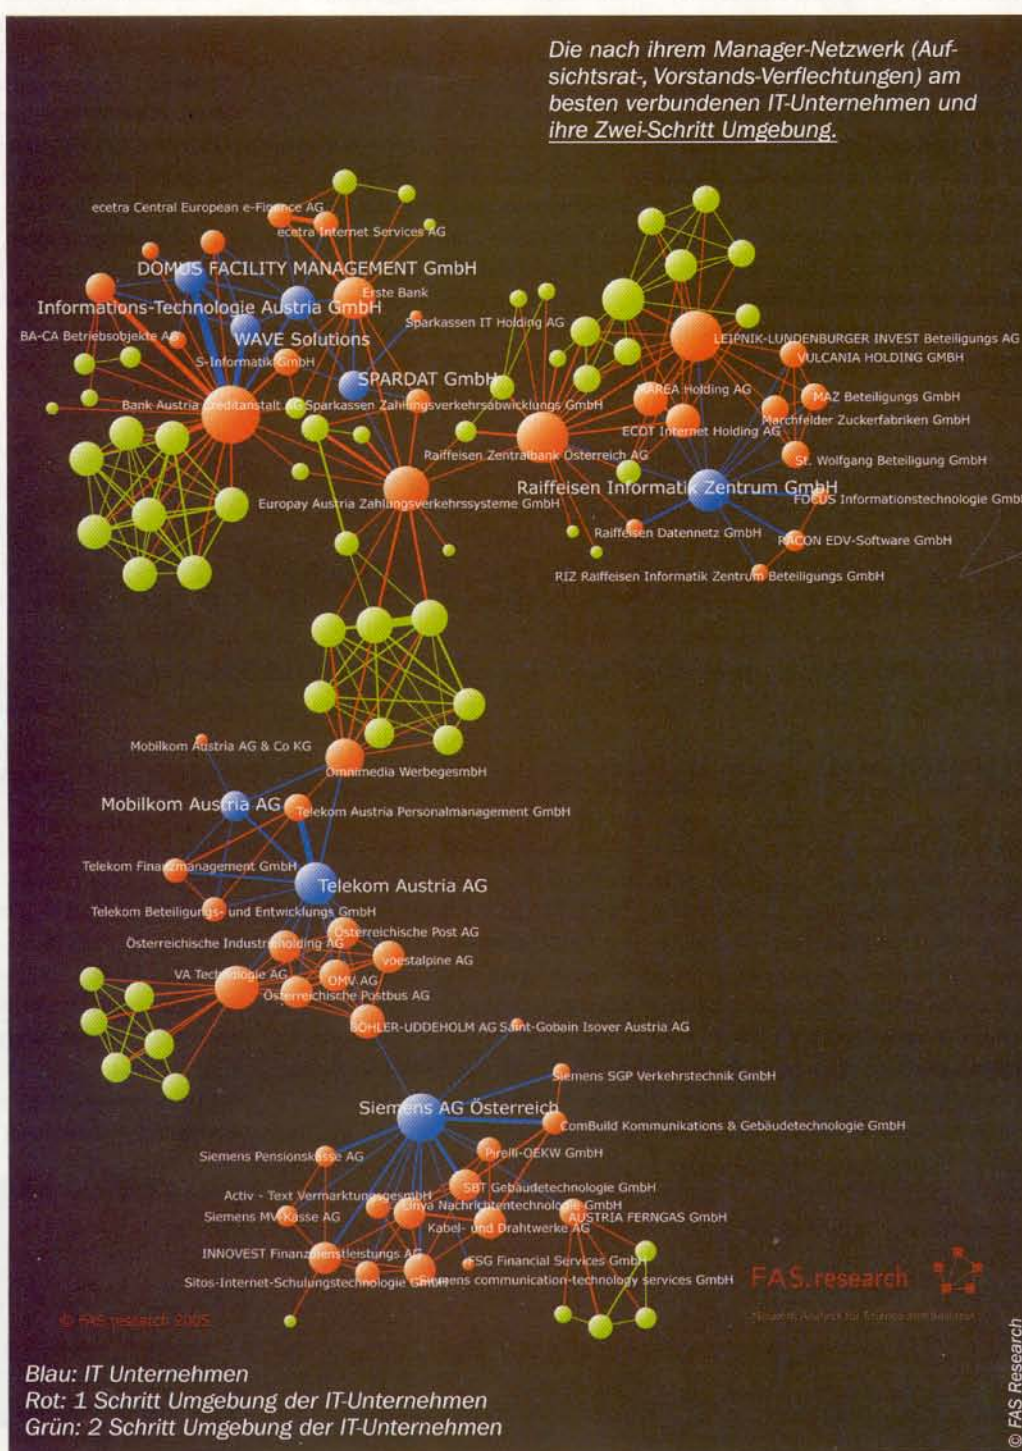 Die nach ihrem Manager-Netzwerk (Auf-
sichtsrat-, Vorstands-Verflechtungen) am
besten verbundenen IT-Unternehmen und
ihre Zwei-Schritt Umgebung.
ecetra Central European e-Finance AG
ecetra Internet Services AG
DOMUS FACILITY MANAGEMENT GmbH
Erste Bank
Informations-Technologie Austria GmbH
Sparkassen IT Holding AG
BA-CA Betriebsobjekte AG
WAVE Solutions
S-Informatik GmbH
SPARDAT GmbH
Bank Austria Creditanstalt AG
Sparkassen Zahlungsverkehrsabwicklungs GmbH
Europay Austria Zahlungsverkehrssysteme GmbH
LEIPNIK-LUNDENBURGER INVEST Beteiligungs AG
VULCANIA HOLDING GMBH
MAREA Holding AG
MAZ Beteiligungs GmbH
Marchfelder Zuckerfabriken GmbH
ECOT Internet Holding AG
Raiffeisen Zentralbank Österreich AG
St. Wolfgang Beteiligung GmbH
Raiffeisen Informatik Zentrum GmbH
FOCUS Informationstechnologie GmbH
Raiffeisen Datennetz GmbH
RACON EDV-Software GmbH
RIZ Raiffeisen Informatik Zentrum Beteiligungs GmbH
Mobilkom Austria AG & Co KG
Omnimedia WerbegesmbH
Mobilkom Austria AG
Telekom Austria Personalmanagement GmbH
Telekom Finanzmanagement GmbH
Telekom Austria AG
Telekom Beteiligungs- und Entwicklungs GmbH
Österreichische Post AG
Österreichische Industrieholding AG
voestalpine AG
VA Technologie AG
OMV AG
Österreichische Postbus AG
BÖHLER-UDDEHOLM AG
Saint-Gobain Isover Austria AG
Siemens SGP Verkehrstechnik GmbH
Siemens AG Österreich
ComBuild Kommunikations & Gebäudetechnologie GmbH
Siemens Pensionskasse AG
Pirelli-OEKW GmbH
SBT Gebäudetechnologie GmbH
Activ - Text VermarktungsgesmbH
Nachrichtentechnologie GmbH
Siemens MV-Kasse AG
AUSTRIA FERNGAS GmbH
Kabel- und Drahtwerke AG
INNOVEST Finanzdienstleistungs AG
FSG Financial Services GmbH
Sitos-Internet-Schulungstechnologie GmbH
Siemens communication-technology services GmbH
FAS.research
© FAS research 2005
Blau: IT Unternehmen
Rot: 1 Schritt Umgebung der IT-Unternehmen
Grün: 2 Schritt Umgebung der IT-Unternehmen
© FAS Research